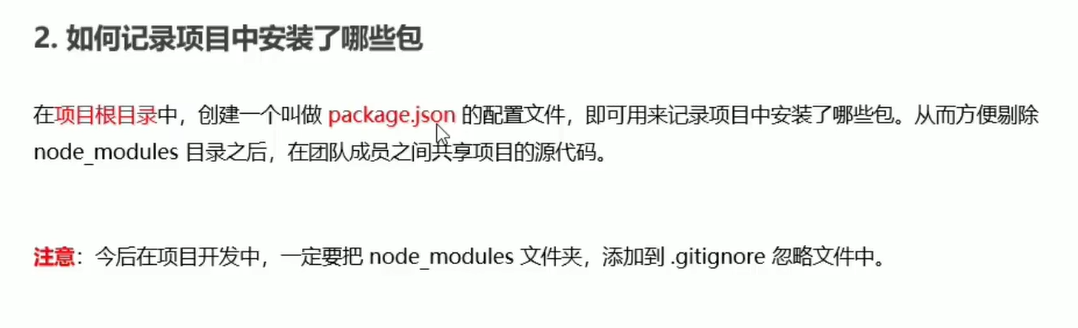 2. 如何记录项目中安装了哪些包
在项目根目录中，创建一个叫做 package.json 的配置文件，即可用来记录项目中安装了哪些包。从而方便剔除
node_modules 目录之后，在团队成员之间共享项目的源代码。
注意：今后在项目开发中，一定要把 node_modules 文件夹，添加到 .gitignore 忽略文件中。